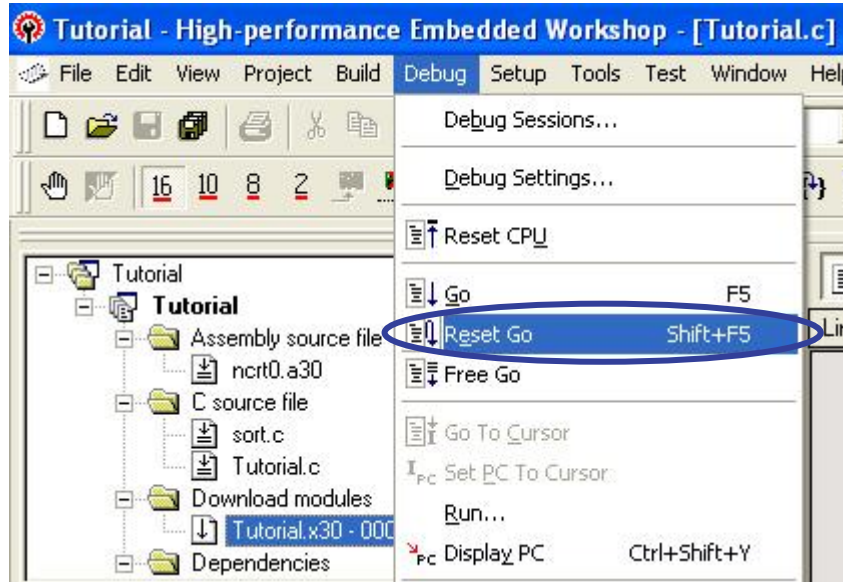 Tutorial - High-performance Embedded Workshop - [Tutorial.c]
File Edit View Project Build Debug Setup Tools Test Window Help
16 10 8 2
Debug Sessions...
Debug Settings...
Reset CPU
Go F5
Reset Go Shift+F5
Free Go
Go To Cursor
Set PC To Cursor
Run...
Display PC Ctrl+Shift+Y
Tutorial
Tutorial
Assembly source file
ncrt0.a30
C source file
sort.c
Tutorial.c
Download modules
Tutorial.x30 - 000
Dependencies